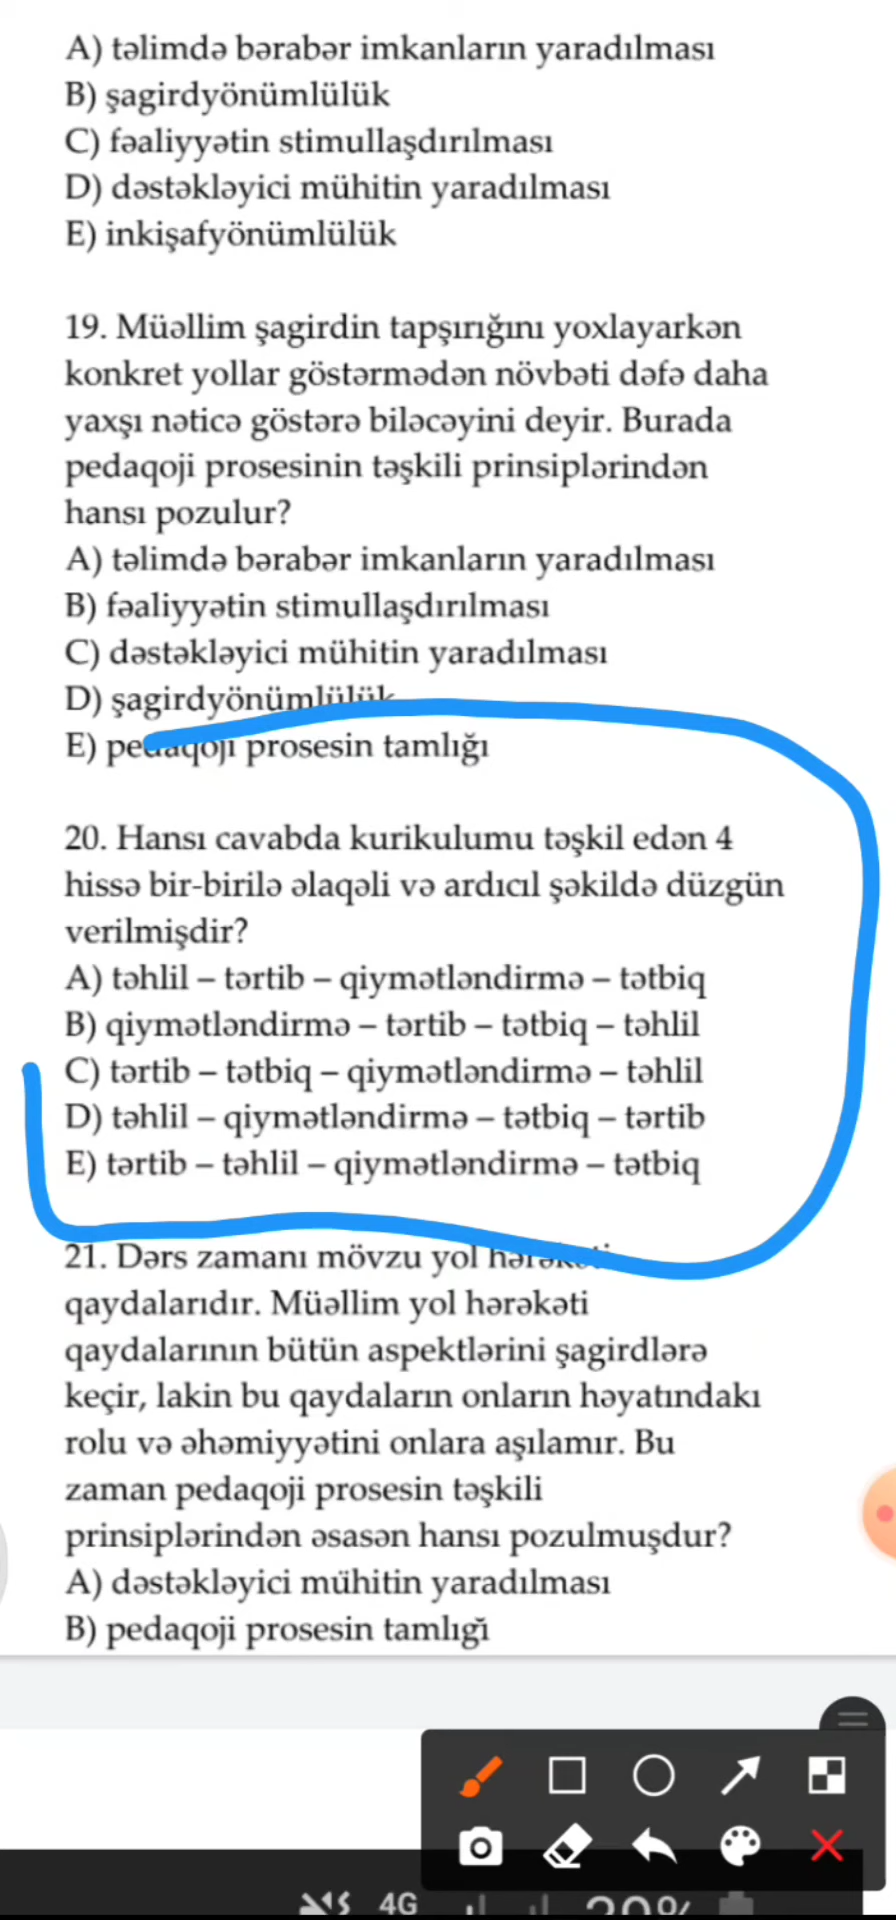 A) təlimdə bərabər imkanların yaradılması
B) şagirdyönümlülük
C) fəaliyyətin stimullaşdırılması
D) dəstəkləyici mühitin yaradılması
E) inkişafyönümlülük
19. Müəllim şagirdin tapşırığını yoxlayarkən
konkret yollar göstərmədən növbəti dəfə daha
yaxşı nəticə göstərə biləcəyini deyir. Burada
pedaqoji prosesinin təşkili prinsiplərindən
hansı pozulur?
A) təlimdə bərabər imkanların yaradılması
B) fəaliyyətin stimullaşdırılması
C) dəstəkləyici mühitin yaradılması
D) şagirdyönümlülük
E) pedaqoji prosesin tamlığı
20. Hansı cavabda kurikulumu təşkil edən 4
hissə bir-birilə əlaqəli və ardıcıl şəkildə düzgün
verilmişdir?
A) təhlil – tərtib – qiymətləndirmə – tətbiq
B) qiymətləndirmə – tərtib – tətbiq – təhlil
C) tərtib – tətbiq – qiymətləndirmə – təhlil
D) təhlil – qiymətləndirmə – tətbiq – tərtib
E) tərtib – təhlil – qiymətləndirmə – tətbiq
21. Dərs zamanı mövzu yol hərəkəti
qaydalarıdır. Müəllim yol hərəkəti
qaydalarının bütün aspektlərini şagirdlərə
keçir, lakin bu qaydaların onların həyatındakı
rolu və əhəmiyyətini onlara aşılamır. Bu
zaman pedaqoji prosesin təşkili
prinsiplərindən əsasən hansı pozulmuşdur?
A) dəstəkləyici mühitin yaradılması
B) pedaqoji prosesin tamlığı
4G